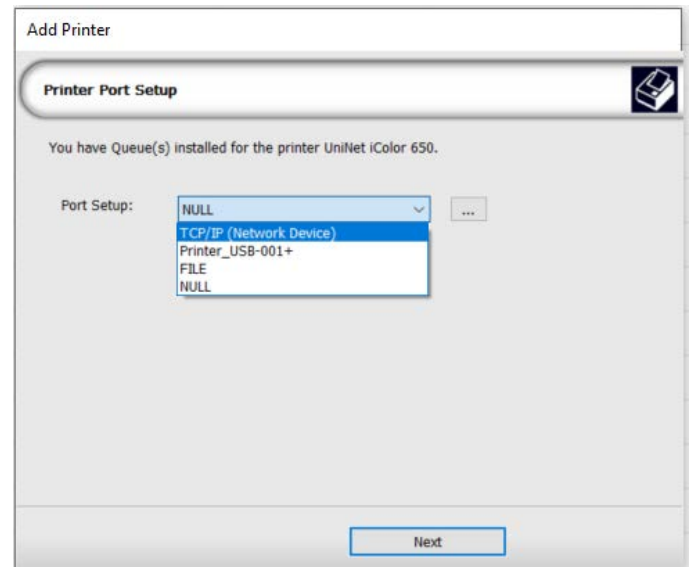 Add Printer
Printer Port Setup
You have Queue(s) installed for the printer UniNet iColor 650.
Port Setup:
NULL
...
TCP/IP (Network Device)
Printer_USB-001+
FILE
NULL
Next